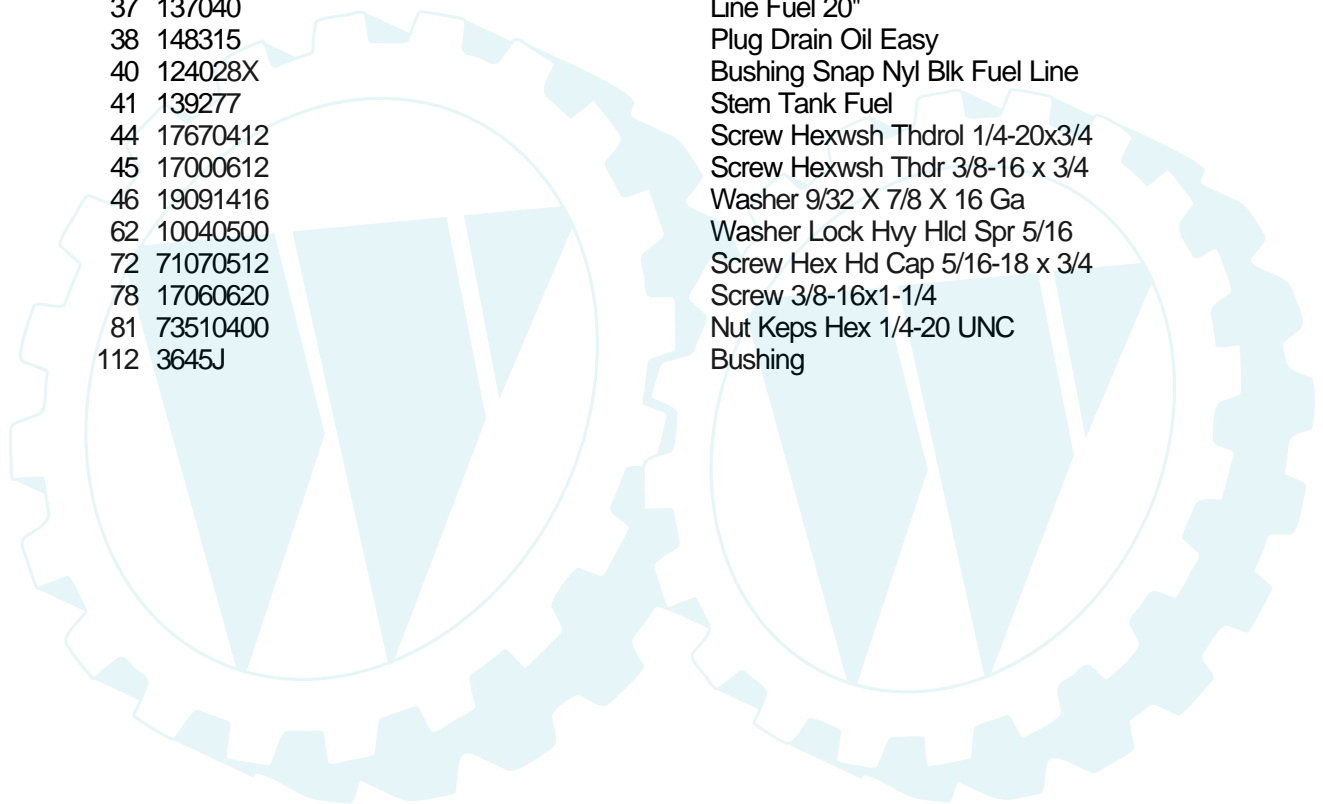 37 137040 Line Fuel 20"
38 148315 Plug Drain Oil Easy
40 124028X Bushing Snap Nyl Blk Fuel Line
41 139277 Stem Tank Fuel
44 17670412 Screw Hexwsh Thdrol 1/4-20x3/4
45 17000612 Screw Hexwsh Thdr 3/8-16 x 3/4
46 19091416 Washer 9/32 X 7/8 X 16 Ga
62 10040500 Washer Lock Hvy Hlcl Spr 5/16
72 71070512 Screw Hex Hd Cap 5/16-18 x 3/4
78 17060620 Screw 3/8-16x1-1/4
81 73510400 Nut Keps Hex 1/4-20 UNC
112 3645J Bushing